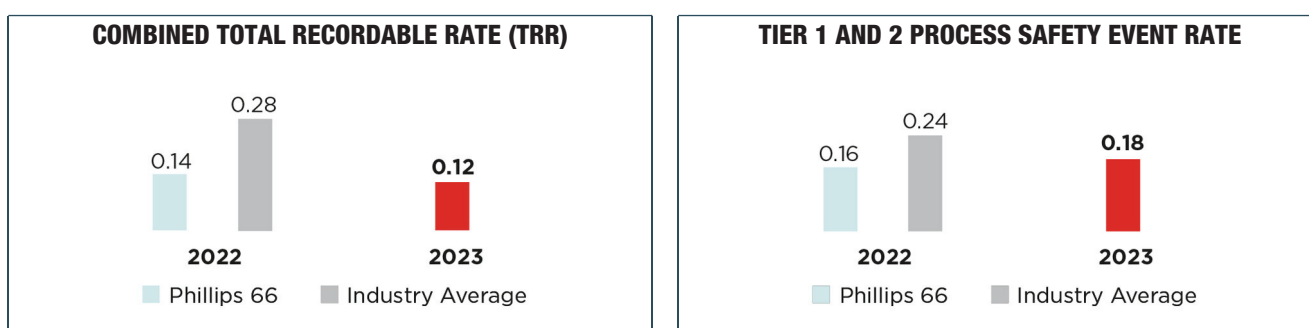 COMBINED TOTAL RECORDABLE RATE (TRR)
0.28
0.14
0.12
2022
2023
Phillips 66
Industry Average
TIER 1 AND 2 PROCESS SAFETY EVENT RATE
0.24
0.16
0.18
2022
2023
Phillips 66
Industry Average